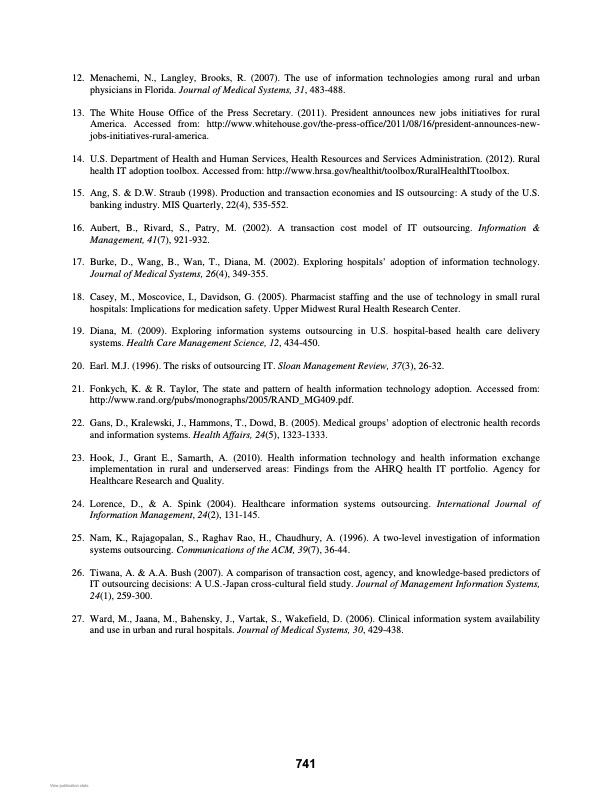 12. Menachemi, N., Langley, Brooks, R. (2007). The use of information technologies among rural and urban
physicians in Florida. Journal of Medical Systems, 31, 483-488.
13. The White House Office of the Press Secretary. (2011). President announces new jobs initiatives for rural
America. Accessed from: http://www.whitehouse.gov/the-press-office/2011/08/16/president-announces-new-
jobs-initiatives-rural-america.
14. U.S. Department of Health and Human Services, Health Resources and Services Administration. (2012). Rural
health IT adoption toolbox. Accessed from: http://www.hrsa.gov/healthit/toolbox/RuralHealthITtoolbox.
15. Ang, S. & D.W. Straub (1998). Production and transaction economies and IS outsourcing: A study of the U.S.
banking industry. MIS Quarterly, 22(4), 535-552.
16. Aubert, B., Rivard, S., Patry, M. (2002). A transaction cost model of IT outsourcing. Information &
Management, 41(7), 921-932.
17. Burke, D., Wang, B., Wan, T., Diana, M. (2002). Exploring hospitals' adoption of information technology.
Journal of Medical Systems, 26(4), 349-355.
18. Casey, M., Moscovice, I., Davidson, G. (2005). Pharmacist staffing and the use of technology in small rural
hospitals: Implications for medication safety. Upper Midwest Rural Health Research Center.
19. Diana, M. (2009). Exploring information systems outsourcing in U.S. hospital-based health care delivery
systems. Health Care Management Science, 12, 434-450.
20. Earl. M.J. (1996). The risks of outsourcing IT. Sloan Management Review, 37(3), 26-32.
21. Fonkych, K. & R. Taylor, The state and pattern of health information technology adoption. Accessed from:
http://www.rand.org/pubs/monographs/2005/RAND_MG409.pdf.
22. Gans, D., Kralewski, J., Hammons, T., Dowd, B. (2005). Medical groups' adoption of electronic health records
and information systems. Health Affairs, 24(5), 1323-1333.
23. Hook, J., Grant E., Samarth, A. (2010). Health information technology and health information exchange
implementation in rural and underserved areas: Findings from the AHRQ health IT portfolio. Agency for
Healthcare Research and Quality.
24. Lorence, D., & A. Spink (2004). Healthcare information systems outsourcing. International Journal of
Information Management, 24(2), 131-145.
25. Nam, K., Rajagopalan, S., Raghav Rao, H., Chaudhury, A. (1996). A two-level investigation of information
systems outsourcing. Communications of the ACM, 39(7), 36-44.
26. Tiwana, A. & A.A. Bush (2007). A comparison of transaction cost, agency, and knowledge-based predictors of
IT outsourcing decisions: A U.S.-Japan cross-cultural field study. Journal of Management Information Systems,
24(1), 259-300.
27. Ward, M., Jaana, M., Bahensky, J., Vartak, S., Wakefield, D. (2006). Clinical information system availability
and use in urban and rural hospitals. Journal of Medical Systems, 30, 429-438.
741
View publication stats